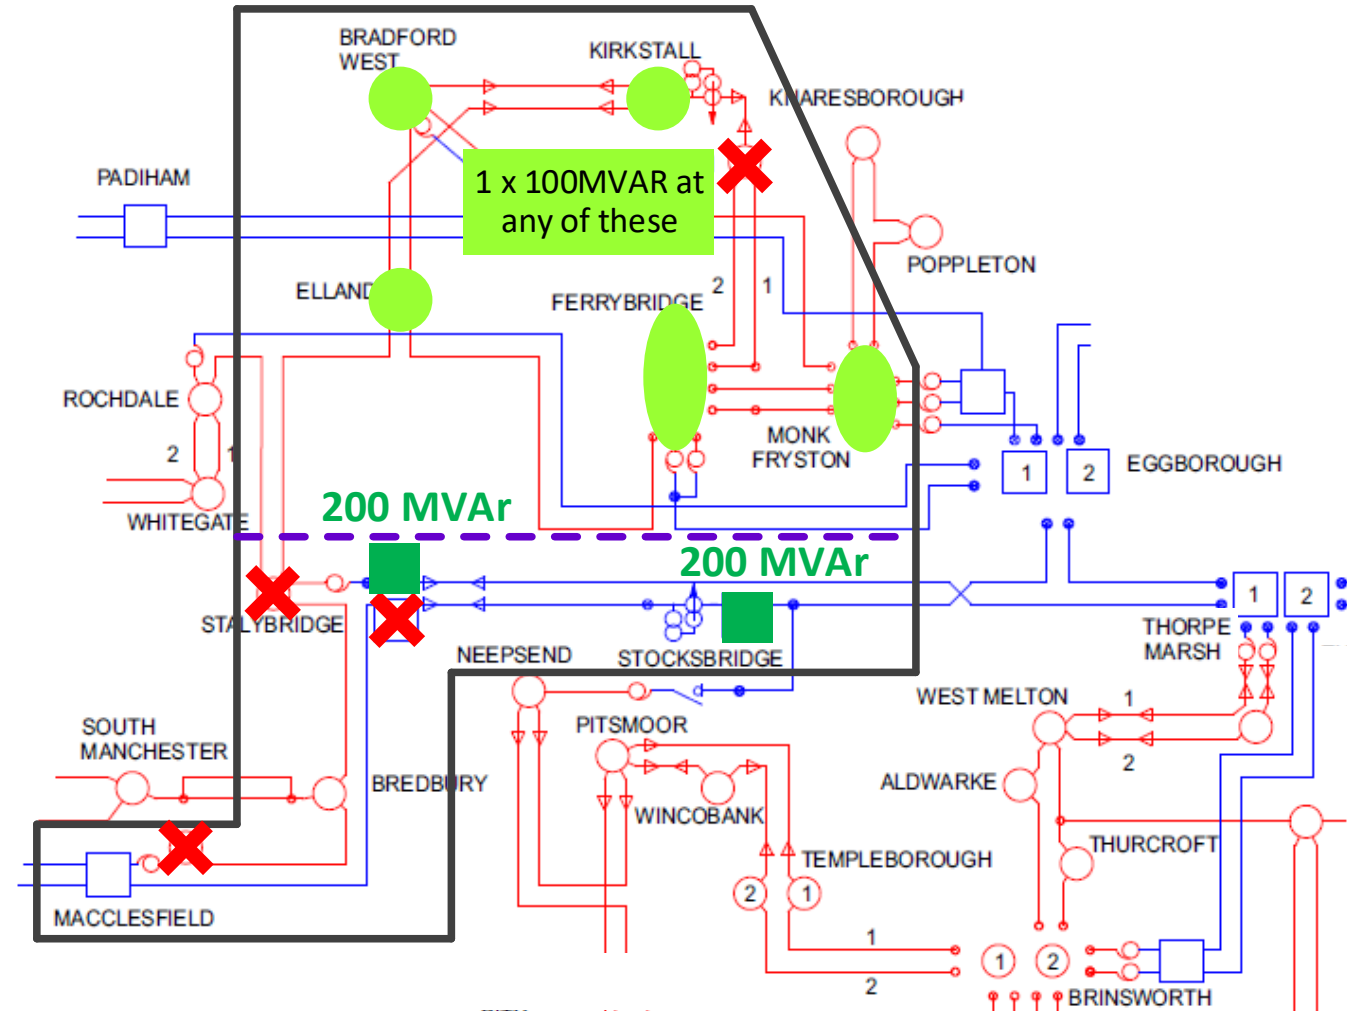 BRADFORD
WEST
KIRKSTALL
KNARESBOROUGH
PADIHAM
1 x 100MVAR at
any of these
POPPLETON
ELLAND
FERRYBRIDGE
2
1
ROCHDALE
2
1
MONK
FRYSTON
1
2
EGGBOROUGH
WHITEGATE
200 MVAr
200 MVAr
STALYBRIDGE
1
2
THORPE
MARSH
NEEPSEND
STOCKSBRIDGE
WEST MELTON
1
2
SOUTH
MANCHESTER
PITSMOOR
BREDBURY
ALDWARKE
WINCOBANK
THURCROFT
TEMPLEBOROUGH
2
1
MACCLESFIELD
1
2
1
2
BRINSWORTH